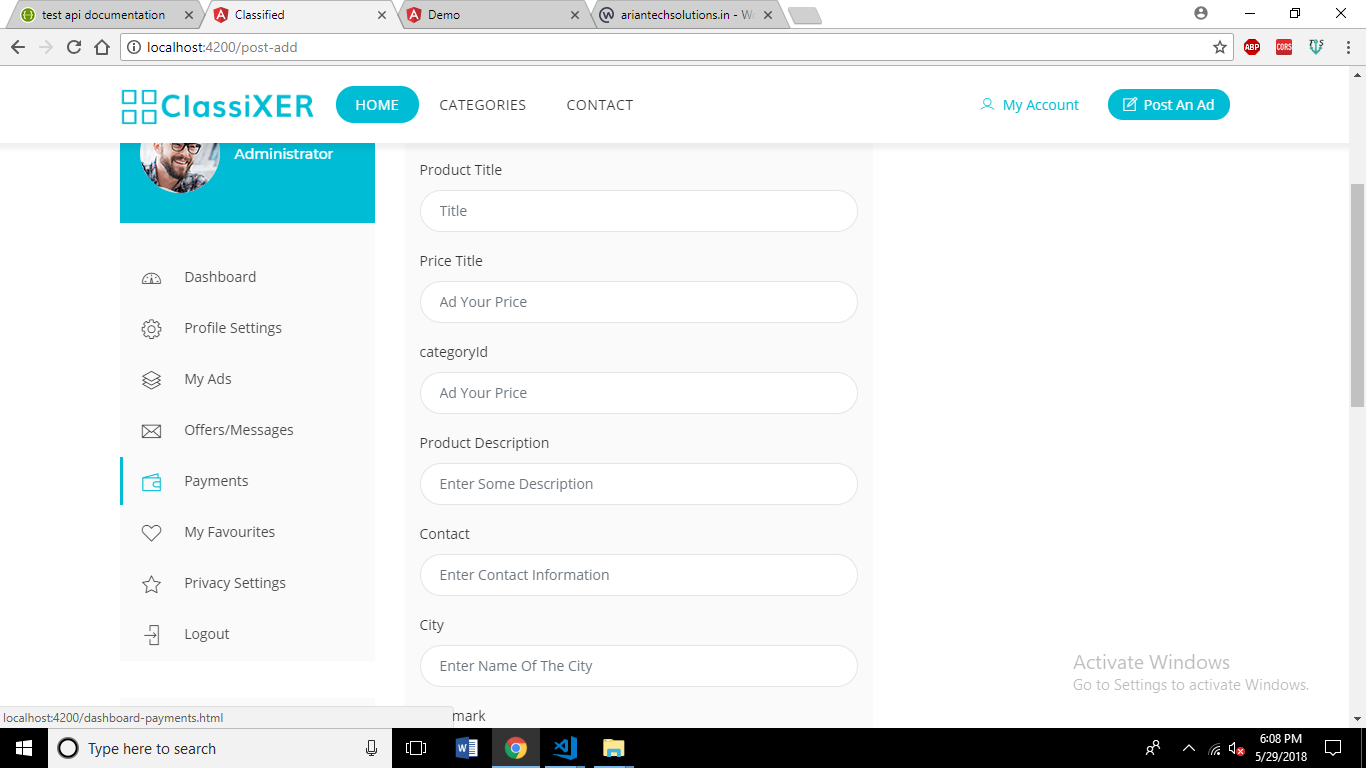 test api documentation
Classified
Demo
ariantechsolutions.in - W
localhost:4200/post-add
ABP
CORS
ClassiXER
HOME
CATEGORIES
CONTACT
My Account
Post An Ad
Administrator
Dashboard
Profile Settings
My Ads
Offers/Messages
Payments
My Favourites
Privacy Settings
Logout
Product Title
Title
Price Title
Ad Your Price
categoryId
Ad Your Price
Product Description
Enter Some Description
Contact
Enter Contact Information
City
Enter Name Of The City
mark
Activate Windows
Go to Settings to activate Windows.
localhost:4200/dashboard-payments.html
Type here to search
6:08 PM
5/29/2018